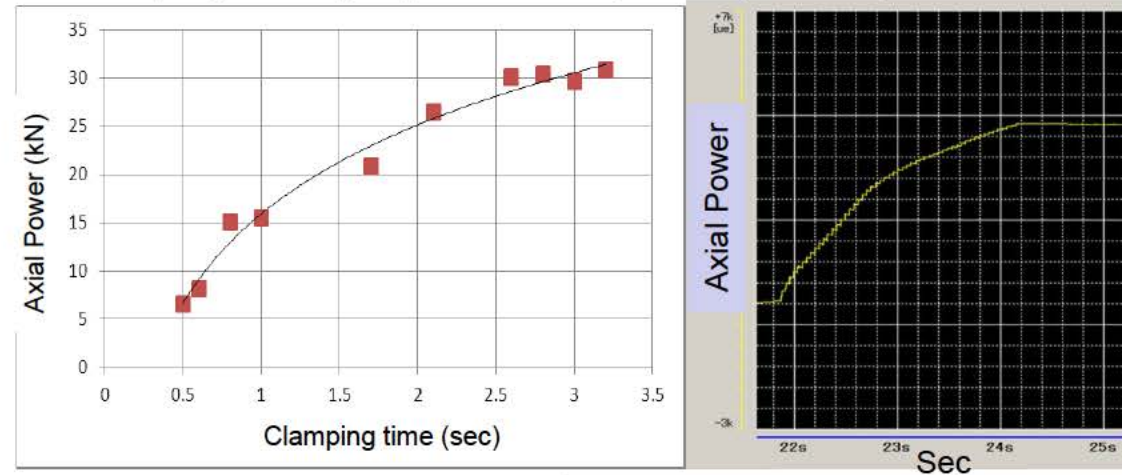 35
30
25
20
15
10
5
0
Axial Power (kN)
0 0.5 1 1.5 2 2.5 3 3.5
Clamping time (sec)
+7k
[uε]
Axial Power
-3k
22s 23s 24s 25s
Sec